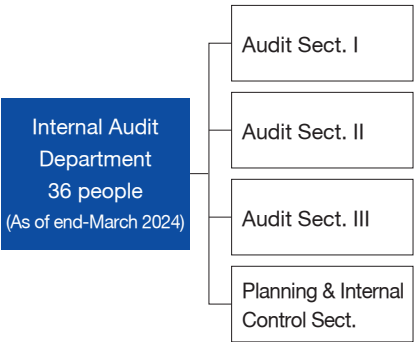 Internal Audit
Department
36 people
(As of end-March 2024)
Audit Sect. I
Audit Sect. II
Audit Sect. III
Planning & Internal
Control Sect.